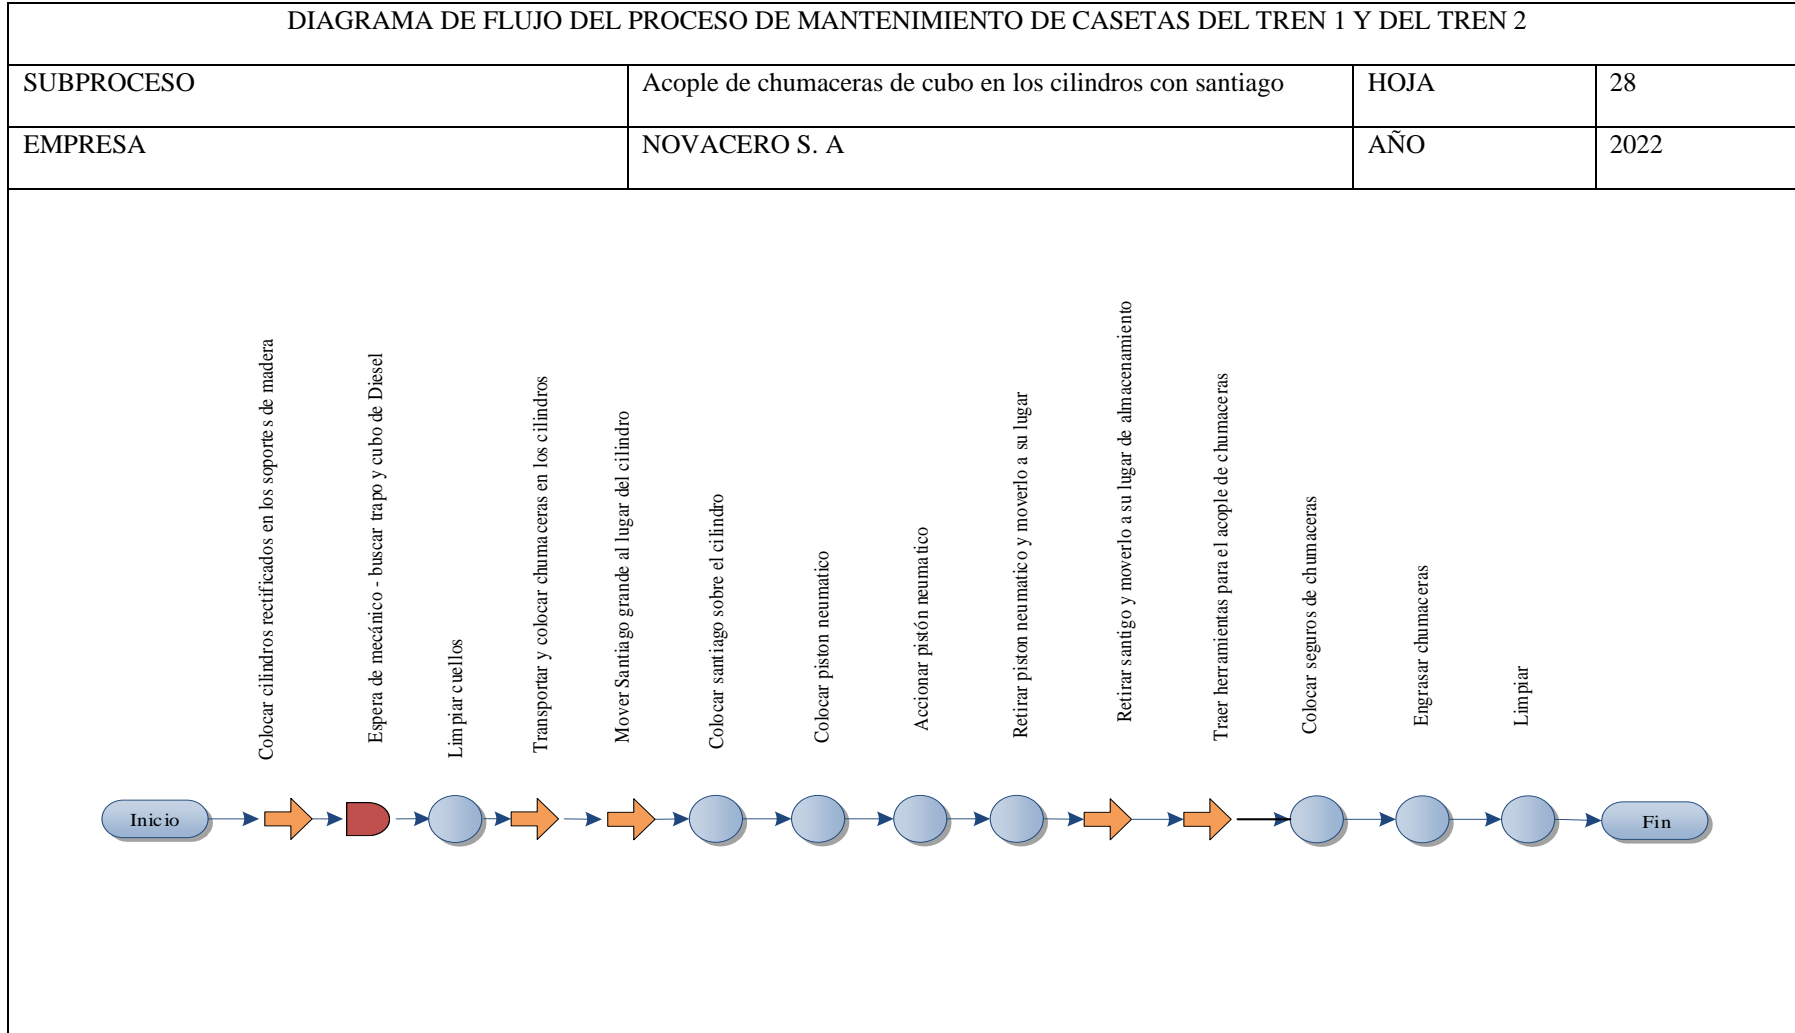 DIAGRAMA DE FLUJO DEL PROCESO DE MANTENIMIENTO DE CASETAS DEL TREN 1 Y DEL TREN 2
SUBPROCESO
Acople de chumaceras de cubo en los cilindros con santiago
HOJA
28
EMPRESA
NOVACERO S. A
AÑO
2022
Colocar cilindros rectificados en los soportes de madera
Espera de mecánico - buscar trapo y cubo de Diesel
Limpiar cuellos
Transportar y colocar chumaceras en los cilindros
Mover Santiago grande al lugar del cilindro
Colocar santiago sobre el cilindro
Colocar piston neumatico
Accionar pistón neumatico
Retirar piston neumatico y moverlo a su lugar
Retirar santigo y moverlo a su lugar de almacenamiento
Traer herramientas para el acople de chumaceras
Colocar seguros de chumaceras
Engrasar chumaceras
Limpiar
Inicio
Fin